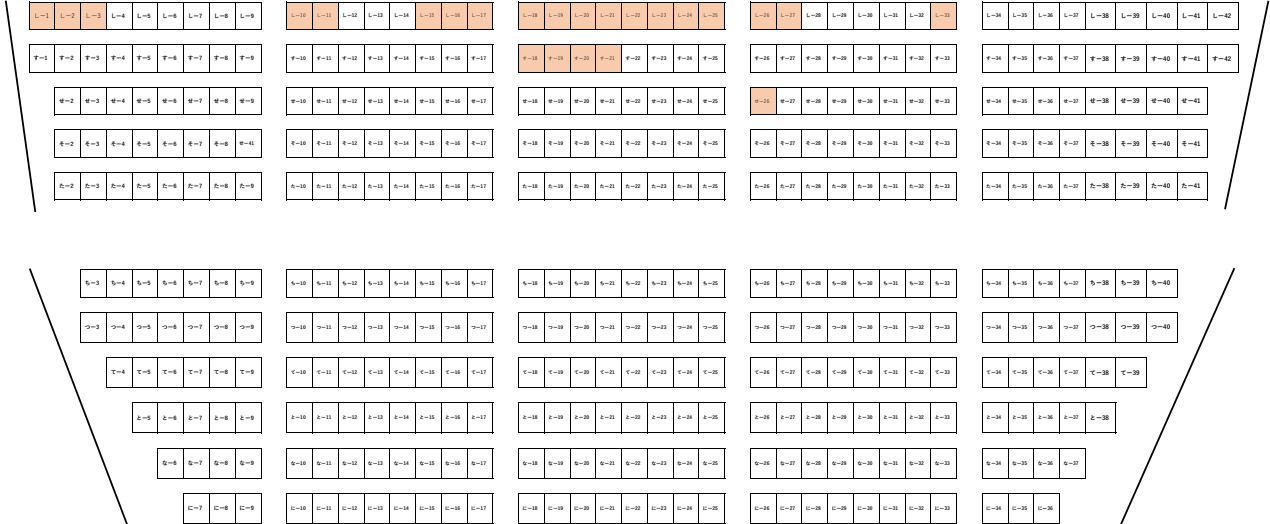 し－1 し－2 し－3 し－4 し－5 し－6 し－7 し－8 し－9 し－10 し－11 し－12 し－13 し－14 し－15 し－16 し－17 し－18 し－19 し－20 し－21 し－22 し－23 し－24 し－25 し－26 し－27 し－28 し－29 し－30 し－31 し－32 し－33 し－34 し－35 し－36 し－37 し－38 し－39 し－40 し－41 し－42
す－1 す－2 す－3 す－4 す－5 す－6 す－7 す－8 す－9 す－10 す－11 す－12 す－13 す－14 す－15 す－16 す－17 す－18 す－19 す－20 す－21 す－22 す－23 す－24 す－25 す－26 す－27 す－28 す－29 す－30 す－31 す－32 す－33 す－34 す－35 す－36 す－37 す－38 す－39 す－40 す－41 す－42
せ－2 せ－3 せ－4 せ－5 せ－6 せ－7 せ－8 せ－9 せ－10 せ－11 せ－12 せ－13 せ－14 せ－15 せ－16 せ－17 せ－18 せ－19 せ－20 せ－21 せ－22 せ－23 せ－24 せ－25 せ－26 せ－27 せ－28 せ－29 せ－30 せ－31 せ－32 せ－33 せ－34 せ－35 せ－36 せ－37 せ－38 せ－39 せ－40 せ－41
そ－2 そ－3 そ－4 そ－5 そ－6 そ－7 そ－8 せ－41 そ－10 そ－11 そ－12 そ－13 そ－14 そ－15 そ－16 そ－17 そ－18 そ－19 そ－20 そ－21 そ－22 そ－23 そ－24 そ－25 そ－26 そ－27 そ－28 そ－29 そ－30 そ－31 そ－32 そ－33 そ－34 そ－35 そ－36 そ－37 そ－38 そ－39 そ－40 そ－41
た－2 た－3 た－4 た－5 た－6 た－7 た－8 た－9 た－10 た－11 た－12 た－13 た－14 た－15 た－16 た－17 た－18 た－19 た－20 た－21 た－22 た－23 た－24 た－25 た－26 た－27 た－28 た－29 た－30 た－31 た－32 た－33 た－34 た－35 た－36 た－37 た－38 た－39 た－40 た－41
ち－3 ち－4 ち－5 ち－6 ち－7 ち－8 ち－9 ち－10 ち－11 ち－12 ち－13 ち－14 ち－15 ち－16 ち－17 ち－18 ち－19 ち－20 ち－21 ち－22 ち－23 ち－24 ち－25 ち－26 ち－27 ち－28 ち－29 ち－30 ち－31 ち－32 ち－33 ち－34 ち－35 ち－36 ち－37 ち－38 ち－39 ち－40
つ－3 つ－4 つ－5 つ－6 つ－7 つ－8 つ－9 つ－10 つ－11 つ－12 つ－13 つ－14 つ－15 つ－16 つ－17 つ－18 つ－19 つ－20 つ－21 つ－22 つ－23 つ－24 つ－25 つ－26 つ－27 つ－28 つ－29 つ－30 つ－31 つ－32 つ－33 つ－34 つ－35 つ－36 つ－37 つ－38 つ－39 つ－40
て－4 て－5 て－6 て－7 て－8 て－9 て－10 て－11 て－12 て－13 て－14 て－15 て－16 て－17 て－18 て－19 て－20 て－21 て－22 て－23 て－24 て－25 て－26 て－27 て－28 て－29 て－30 て－31 て－32 て－33 て－34 て－35 て－36 て－37 て－38 て－39
と－5 と－6 と－7 と－8 と－9 と－10 と－11 と－12 と－13 と－14 と－15 と－16 と－17 と－18 と－19 と－20 と－21 と－22 と－23 と－24 と－25 と－26 と－27 と－28 と－29 と－30 と－31 と－32 と－33 と－34 と－35 と－36 と－37 と－38
な－6 な－7 な－8 な－9 な－10 な－11 な－12 な－13 な－14 な－15 な－16 な－17 な－18 な－19 な－20 な－21 な－22 な－23 な－24 な－25 な－26 な－27 な－28 な－29 な－30 な－31 な－32 な－33 な－34 な－35 な－36 な－37
に－7 に－8 に－9 に－10 に－11 に－12 に－13 に－14 に－15 に－16 に－17 に－18 に－19 に－20 に－21 に－22 に－23 に－24 に－25 に－26 に－27 に－28 に－29 に－30 に－31 に－32 に－33 に－34 に－35 に－36